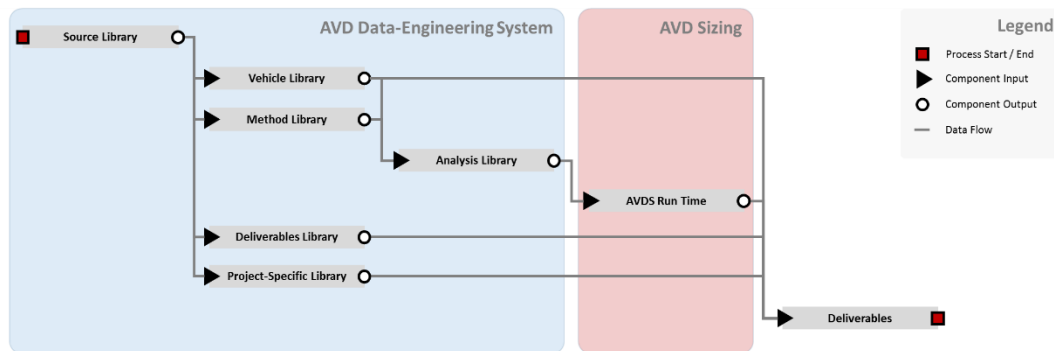 AVD Data-Engineering System
AVD Sizing
Legend
Source Library
Process Start / End
Vehicle Library
Component Input
Component Output
Method Library
Data Flow
Analysis Library
AVDS Run Time
Deliverables Library
Project-Specific Library
Deliverables